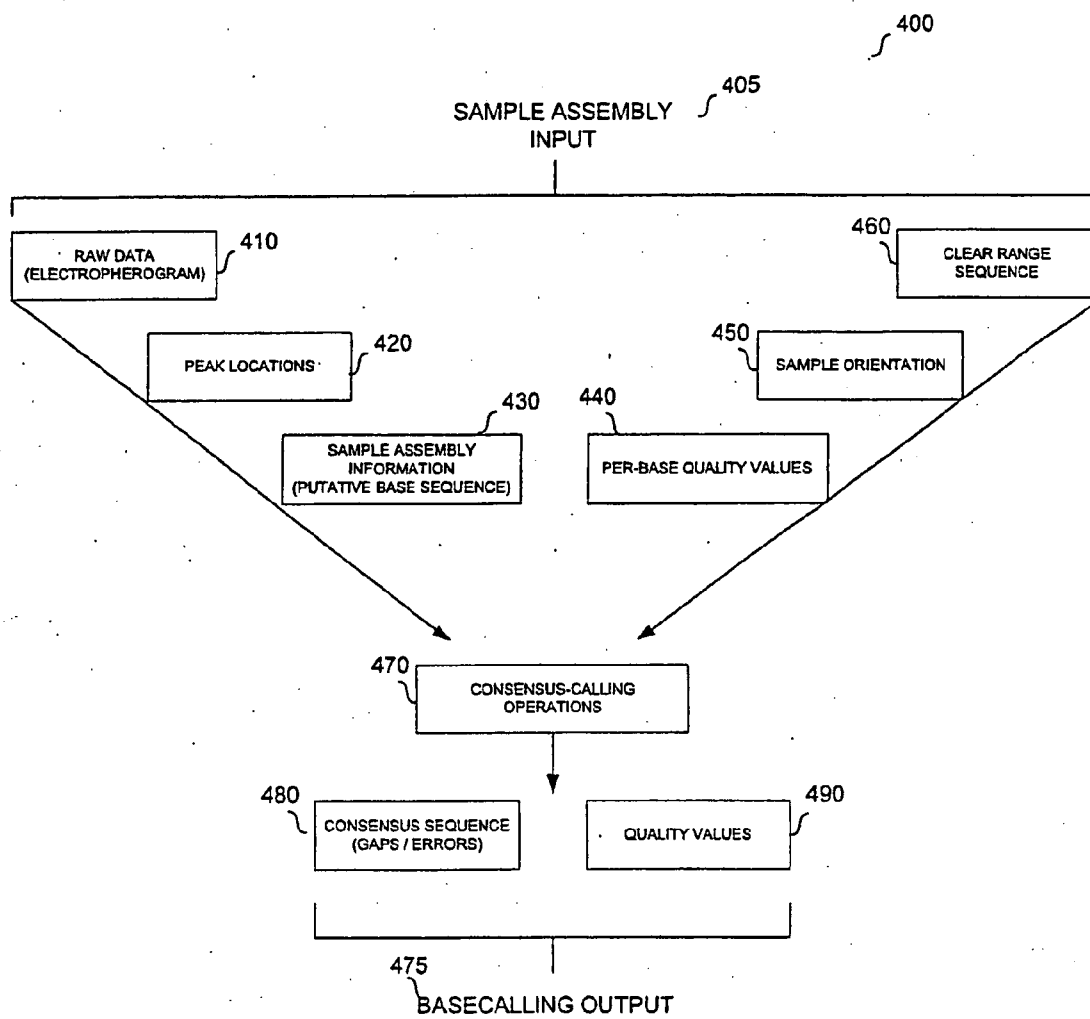 400
405
SAMPLE ASSEMBLY
INPUT
410
RAW DATA
(ELECTROPHEROGRAM)
460
CLEAR RANGE
SEQUENCE
420
PEAK LOCATIONS
450
SAMPLE ORIENTATION
430
SAMPLE ASSEMBLY
INFORMATION
(PUTATIVE BASE SEQUENCE)
440
PER-BASE QUALITY VALUES
470
CONSENSUS-CALLING
OPERATIONS
480
CONSENSUS SEQUENCE
(GAPS / ERRORS)
490
QUALITY VALUES
475
BASECALLING OUTPUT